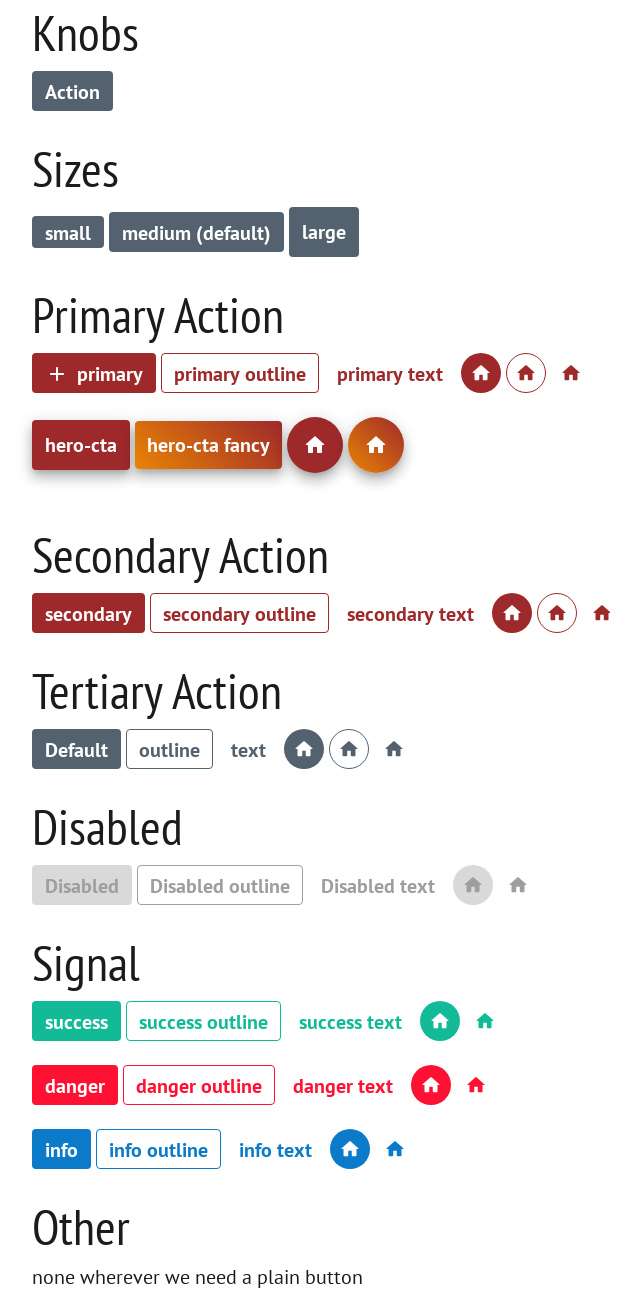 Knobs
Action
Sizes
small medium (default) large
Primary Action
primary primary outline primary text
hero-cta hero-cta fancy
Secondary Action
secondary secondary outline secondary text
Tertiary Action
Default outline text
Disabled
Disabled Disabled outline Disabled text
Signal
success success outline success text
danger danger outline danger text
info info outline info text
Other
none wherever we need a plain button